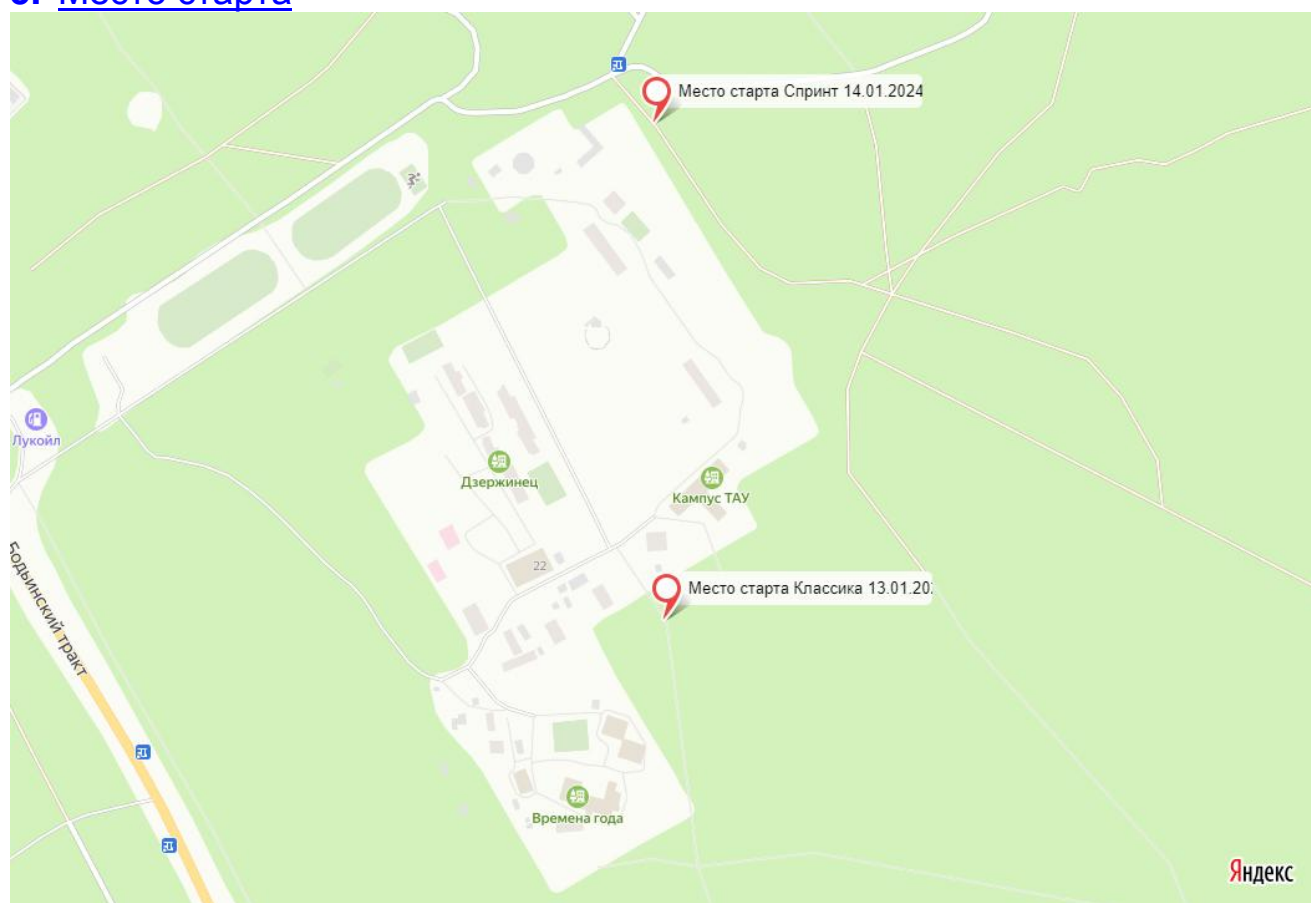 Место старта
Место старта Спринт 14.01.2024
Лукойл
Дзержинец
Кампус ТАУ
22
Место старта Классика 13.01.20
Бодьинский тракт
Времена года
Яндекс